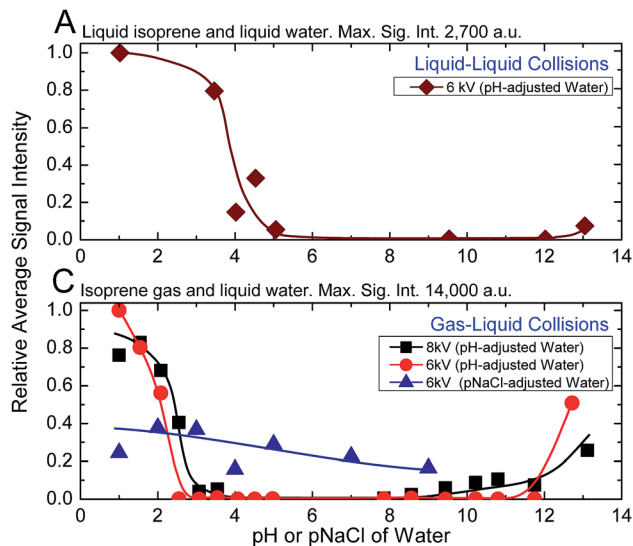 A
Liquid isoprene and liquid water. Max. Sig. Int. 2,700 a.u.
Liquid-Liquid Collisions
6 kV (pH-adjusted Water)
1.0
0.8
0.6
0.4
0.2
0.0
0 2 4 6 8 10 12 14
Relative Average Signal Intensity
C
Isoprene gas and liquid water. Max. Sig. Int. 14,000 a.u.
Gas-Liquid Collisions
8kV (pH-adjusted Water)
6kV (pH-adjusted Water)
6kV (pNaCl-adjusted Water)
1.0
0.8
0.6
0.4
0.2
0.0
0 2 4 6 8 10 12 14
pH or pNaCl of Water